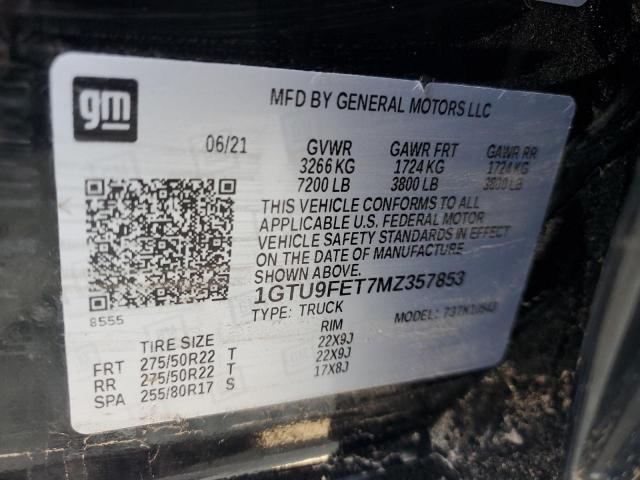 gm
MFD BY GENERAL MOTORS LLC
06/21 GVWR GAWR FRT GAWR RR
3266 KG 1724 KG 1724 KG
7200 LB 3800 LB 3800 LB
THIS VEHICLE CONFORMS TO ALL
APPLICABLE U.S. FEDERAL MOTOR
VEHICLE SAFETY STANDARDS IN EFFECT
ON THE DATE OF MANUFACTURE.
1GTU9FET7MZ357853
8555
TYPE: TRUCK MODEL:
TIRE SIZE RIM
FRT 275/50R22 T 22X9J
RR 275/50R22 T 22X9J
SPA 255/80R17 S 17X8J